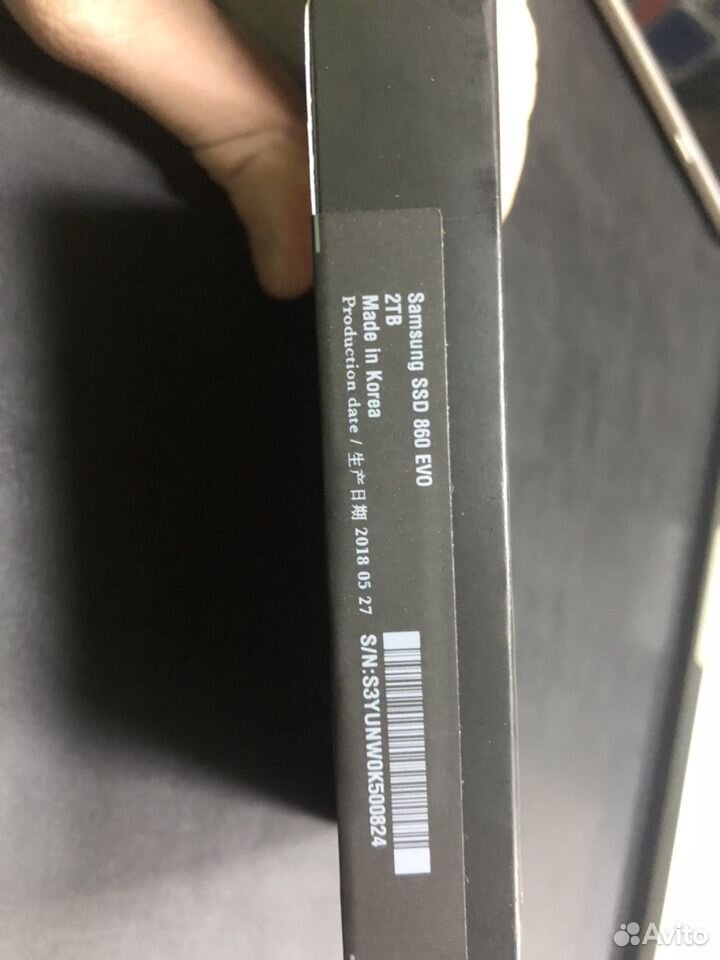 Samsung SSD 860 EVO
2TB
Made in Korea
Production date / 生产日期 2018 05 27
S/N:S3YUNW0K500824
Avito